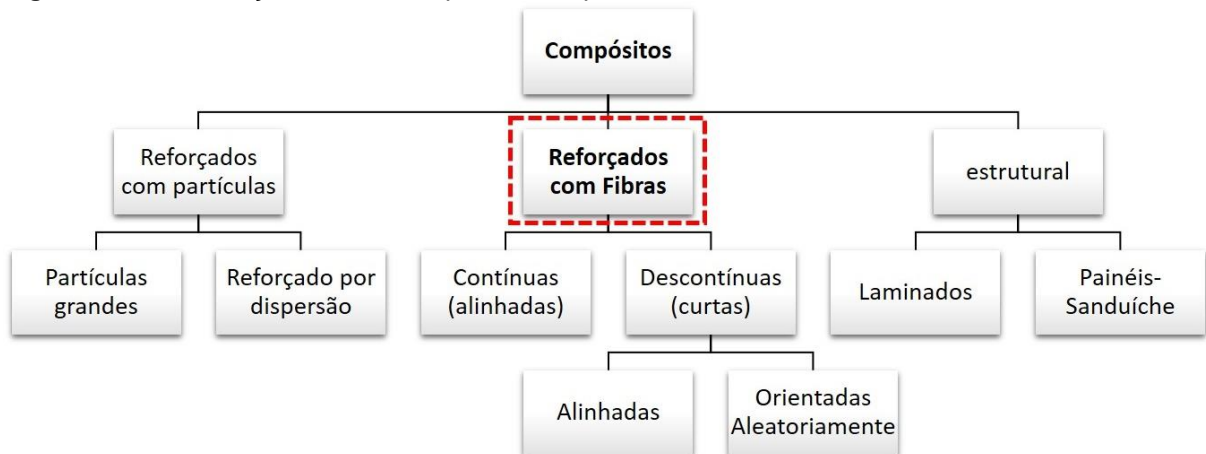 Compósitos
Reforçados
com partículas
Reforçados
com Fibras
estrutural
Partículas
grandes
Reforçado por
dispersão
Contínuas
(alinhadas)
Descontínuas
(curtas)
Laminados
Painéis-
Sanduíche
Alinhadas
Orientadas
Aleatoriamente